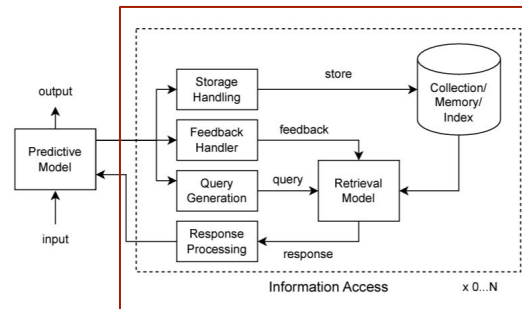 output
Predictive
Model
input
Storage
Handling
store
Collection/
Memory/
Index
Feedback
Handler
feedback
Query
Generation
query
Retrieval
Model
Response
Processing
response
Information Access
x 0...N